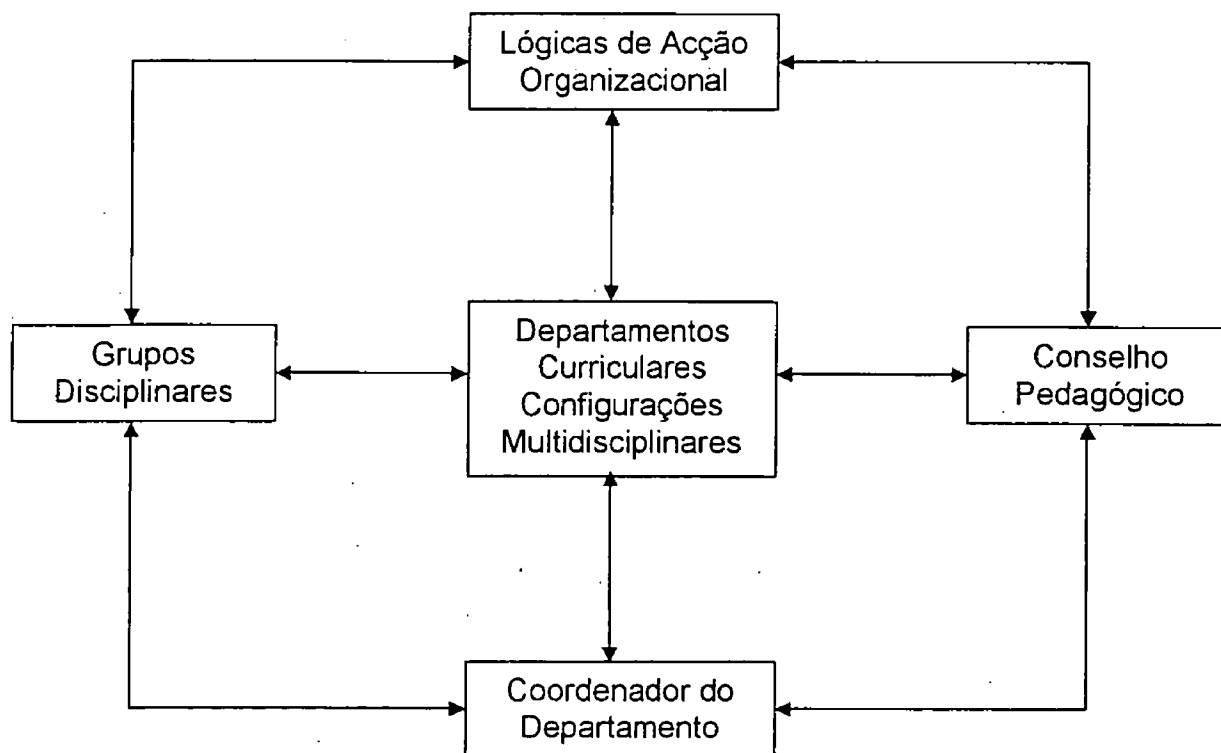 Lógicas de Acção
Organizacional
Grupos
Disciplinares
Departamentos
Curriculares
Configurações
Multidisciplinares
Conselho
Pedagógico
Coordenador do
Departamento